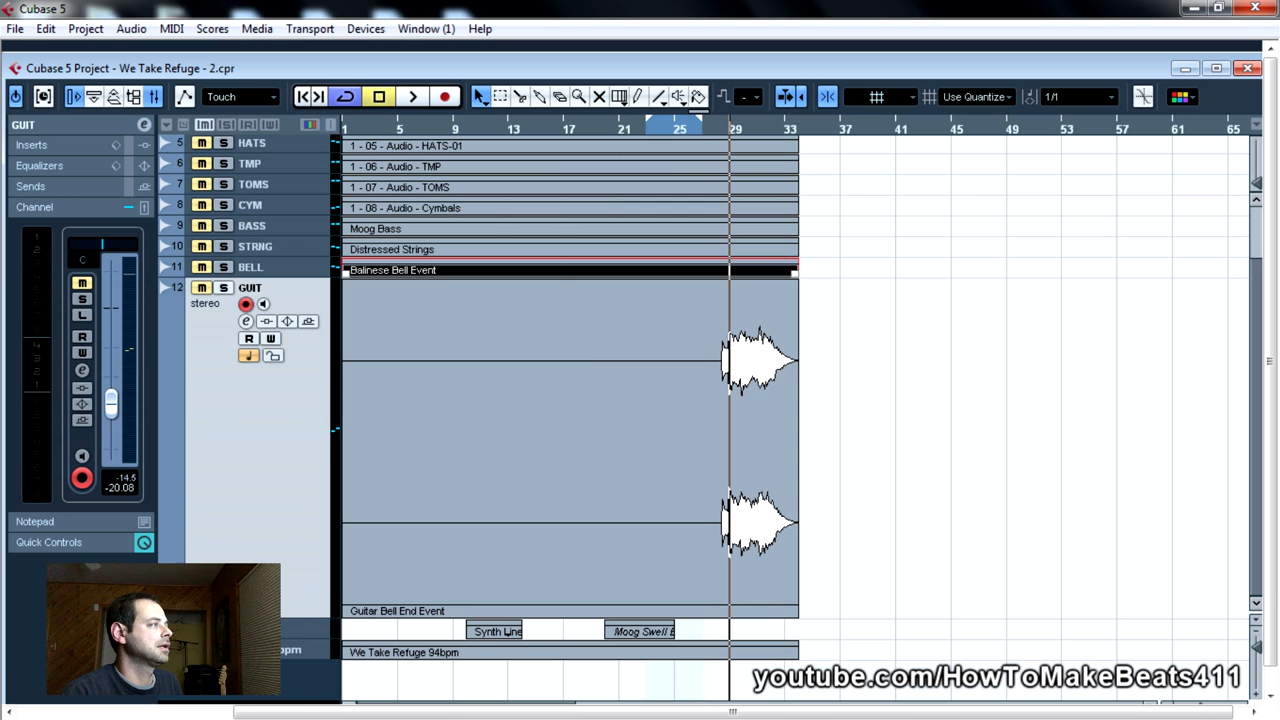 Cubase 5
File Edit Project Audio MIDI Scores Media Transport Devices Window (1) Help
Cubase 5 Project - We Take Refuge - 2.cpr
Touch
Use Quantize
1/1
GUIT
1 5 9 13 17 21 25 29 33 37 41 45 49 53 57 61 65
Inserts
Equalizers
Sends
Channel
5 m S HATS 1 - 05 - Audio - HATS-01
6 m S TMP 1 - 06 - Audio - TMP
7 m S TOMS 1 - 07 - Audio - TOMS
8 m S CYM 1 - 08 - Audio - Cymbals
9 m S BASS Moog Bass
10 m S STRNG Distressed Strings
11 m S BELL Balinese Bell Event
12 m S GUIT
stereo
e
R W
C
m
S
L
R
W
e
-14.5
-20.08
Notepad
Quick Controls
Guitar Bell End Event
Synth Line
Moog Swell E
bpm We Take Refuge 94bpm
youtube.com/HowToMakeBeats411